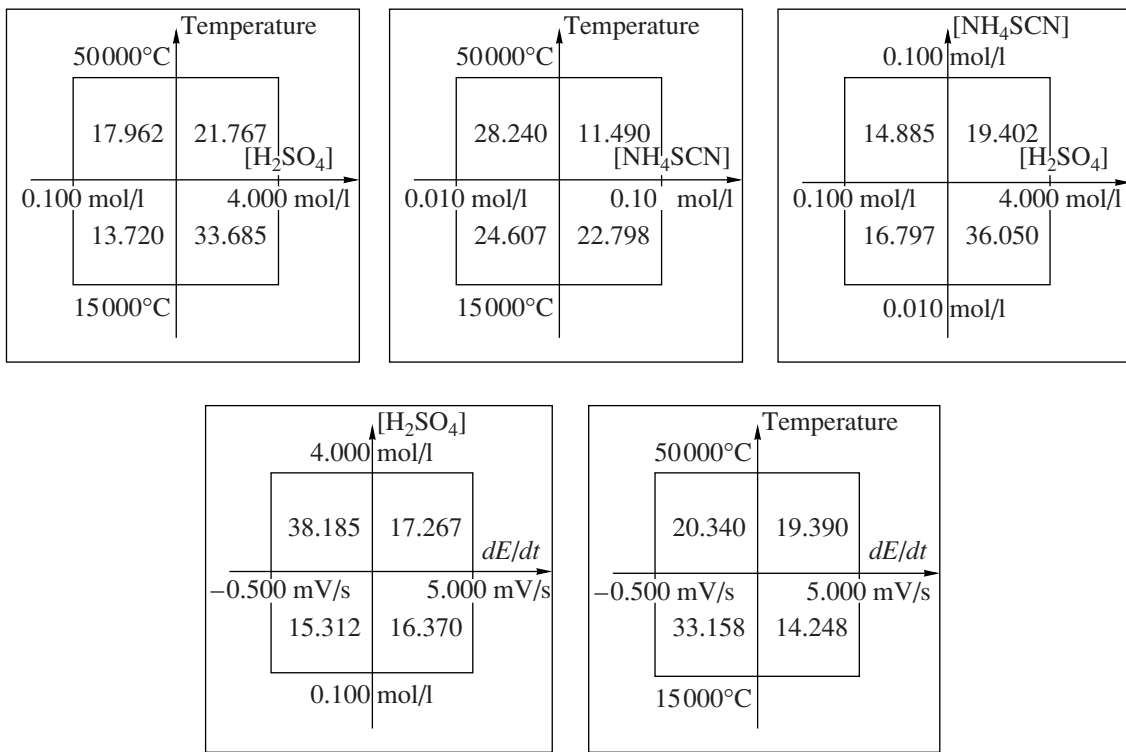 Temperature
50000°C
17.962 21.767
[H₂SO₄]
0.100 mol/l 4.000 mol/l
13.720 33.685
15000°C
Temperature
50000°C
28.240 11.490
[NH₄SCN]
0.010 mol/l 0.10 mol/l
24.607 22.798
15000°C
[NH₄SCN]
0.100 mol/l
14.885 19.402
[H₂SO₄]
0.100 mol/l 4.000 mol/l
16.797 36.050
0.010 mol/l
[H₂SO₄]
4.000 mol/l
38.185 17.267
dE/dt
−0.500 mV/s 5.000 mV/s
15.312 16.370
0.100 mol/l
Temperature
50000°C
20.340 19.390
dE/dt
−0.500 mV/s 5.000 mV/s
33.158 14.248
15000°C